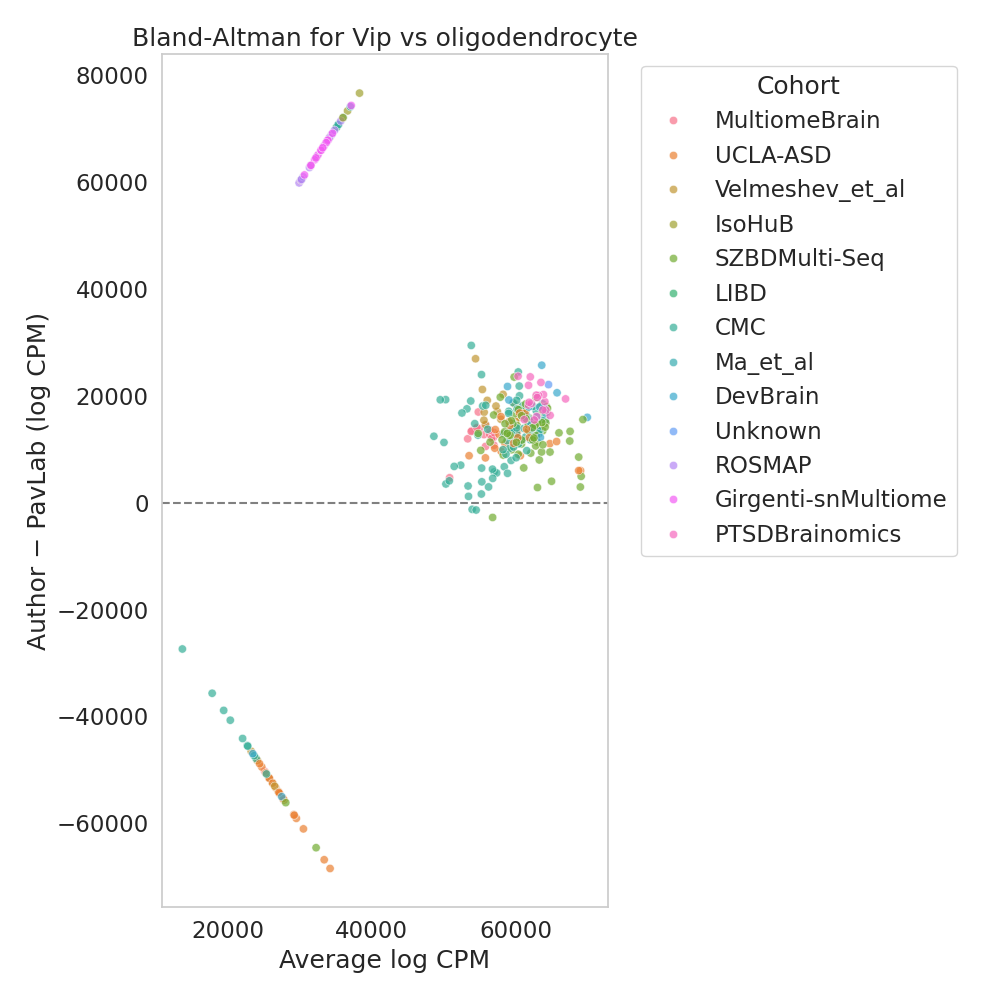 Bland-Altman for Vip vs oligodendrocyte
Author − PavLab (log CPM)
80000
60000
40000
20000
0
−20000
−40000
−60000
20000
40000
60000
Average log CPM
Cohort
MultiomeBrain
UCLA-ASD
Velmeshev_et_al
IsoHuB
SZBDMulti-Seq
LIBD
CMC
Ma_et_al
DevBrain
Unknown
ROSMAP
Girgenti-snMultiome
PTSDBrainomics